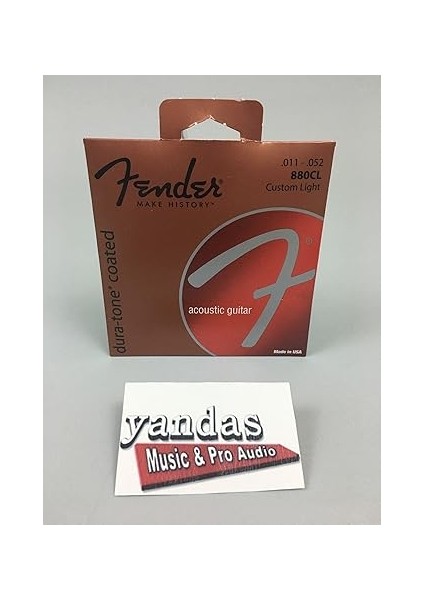 .011 - .052
880CL
Custom Light
Fender
MAKE HISTORY™
dura-tone® coated
F
acoustic guitar
Made in USA
yandas
Music & Pro Audio